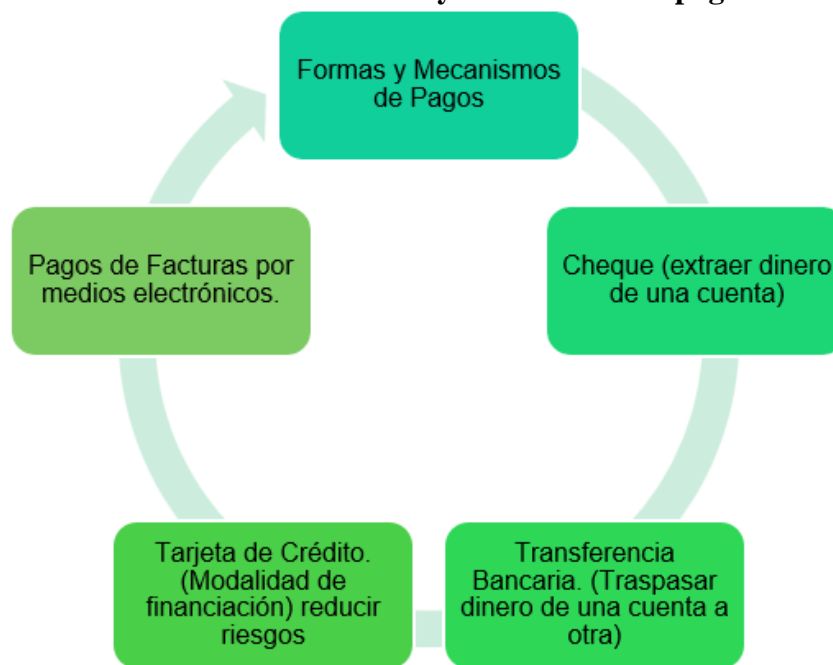 Formas y Mecanismos
de Pagos
Cheque (extraer dinero
de una cuenta)
Transferencia
Bancaria. (Traspasar
dinero de una cuenta a
otra)
Tarjeta de Crédito.
(Modalidad de
financiación) reducir
riesgos
Pagos de Facturas por
medios electrónicos.